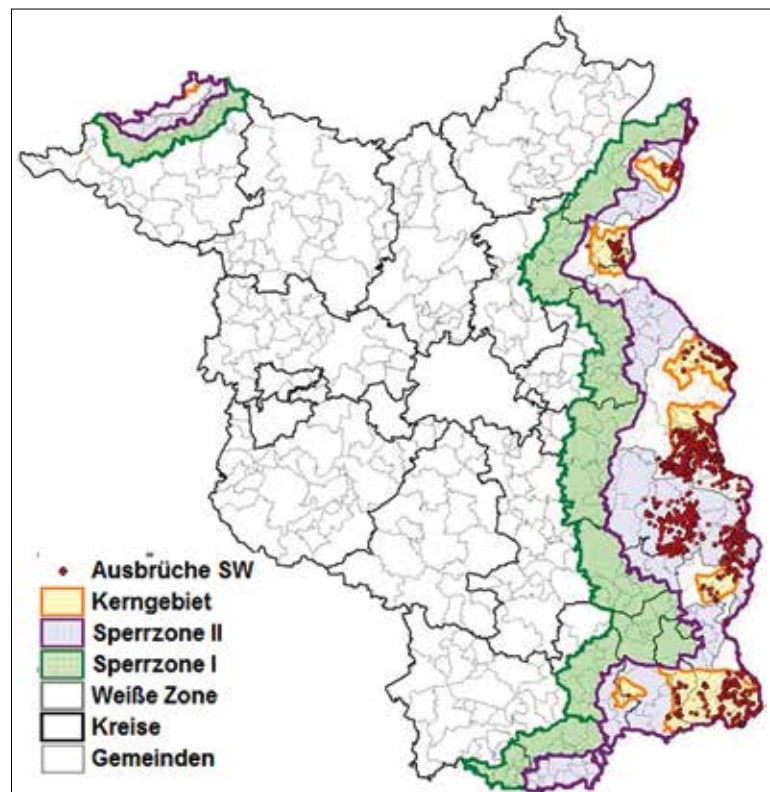 Ausbrüche SW
Kerngebiet
Sperrzone II
Sperrzone I
Weiße Zone
Kreise
Gemeinden